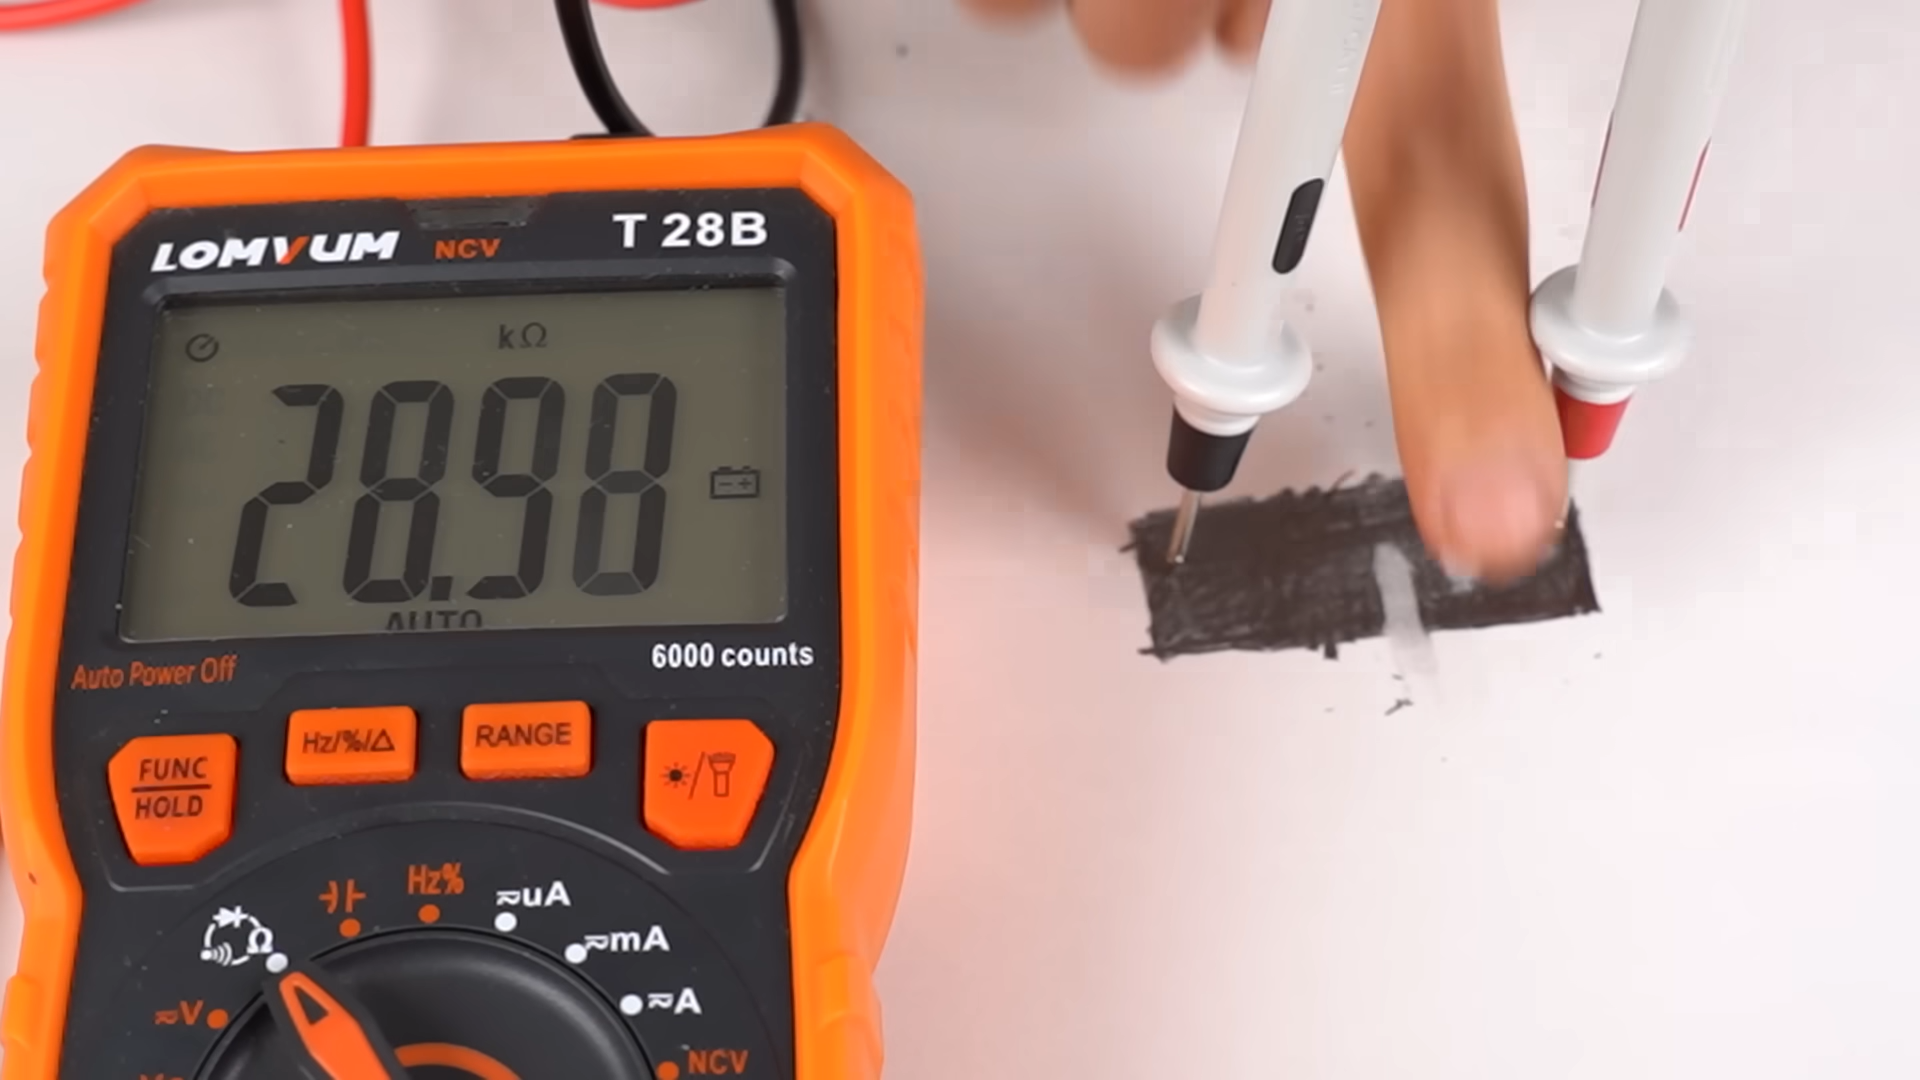 LOMVUM NCV T 28B
kΩ
28.98
AUTO
6000 counts
Auto Power Off
FUNC
HOLD
Hz/%/△
RANGE
Hz%
uA
mA
Ω
A
V
NCV